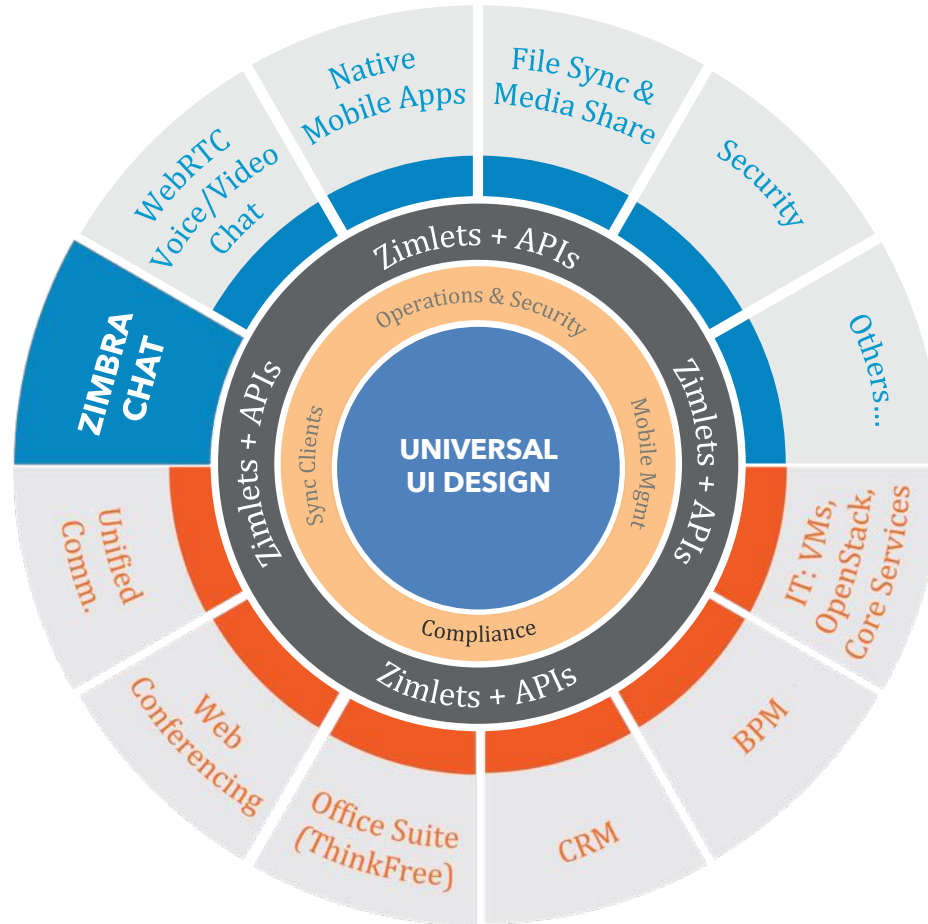 Native
Mobile Apps
File Sync &
Media Share
Security
Others...
IT: VMs,
OpenStack,
Core Services
BPM
CRM
Office Suite
(ThinkFree)
Web
Conferencing
Unified
Comm.
ZIMBRA
CHAT
WebRTC
Voice/Video
Chat
Zimlets + APIs
Zimlets + APIs
Zimlets + APIs
Zimlets + APIs
Operations & Security
Mobile Mgmt
Compliance
Sync Clients
UNIVERSAL
UI DESIGN